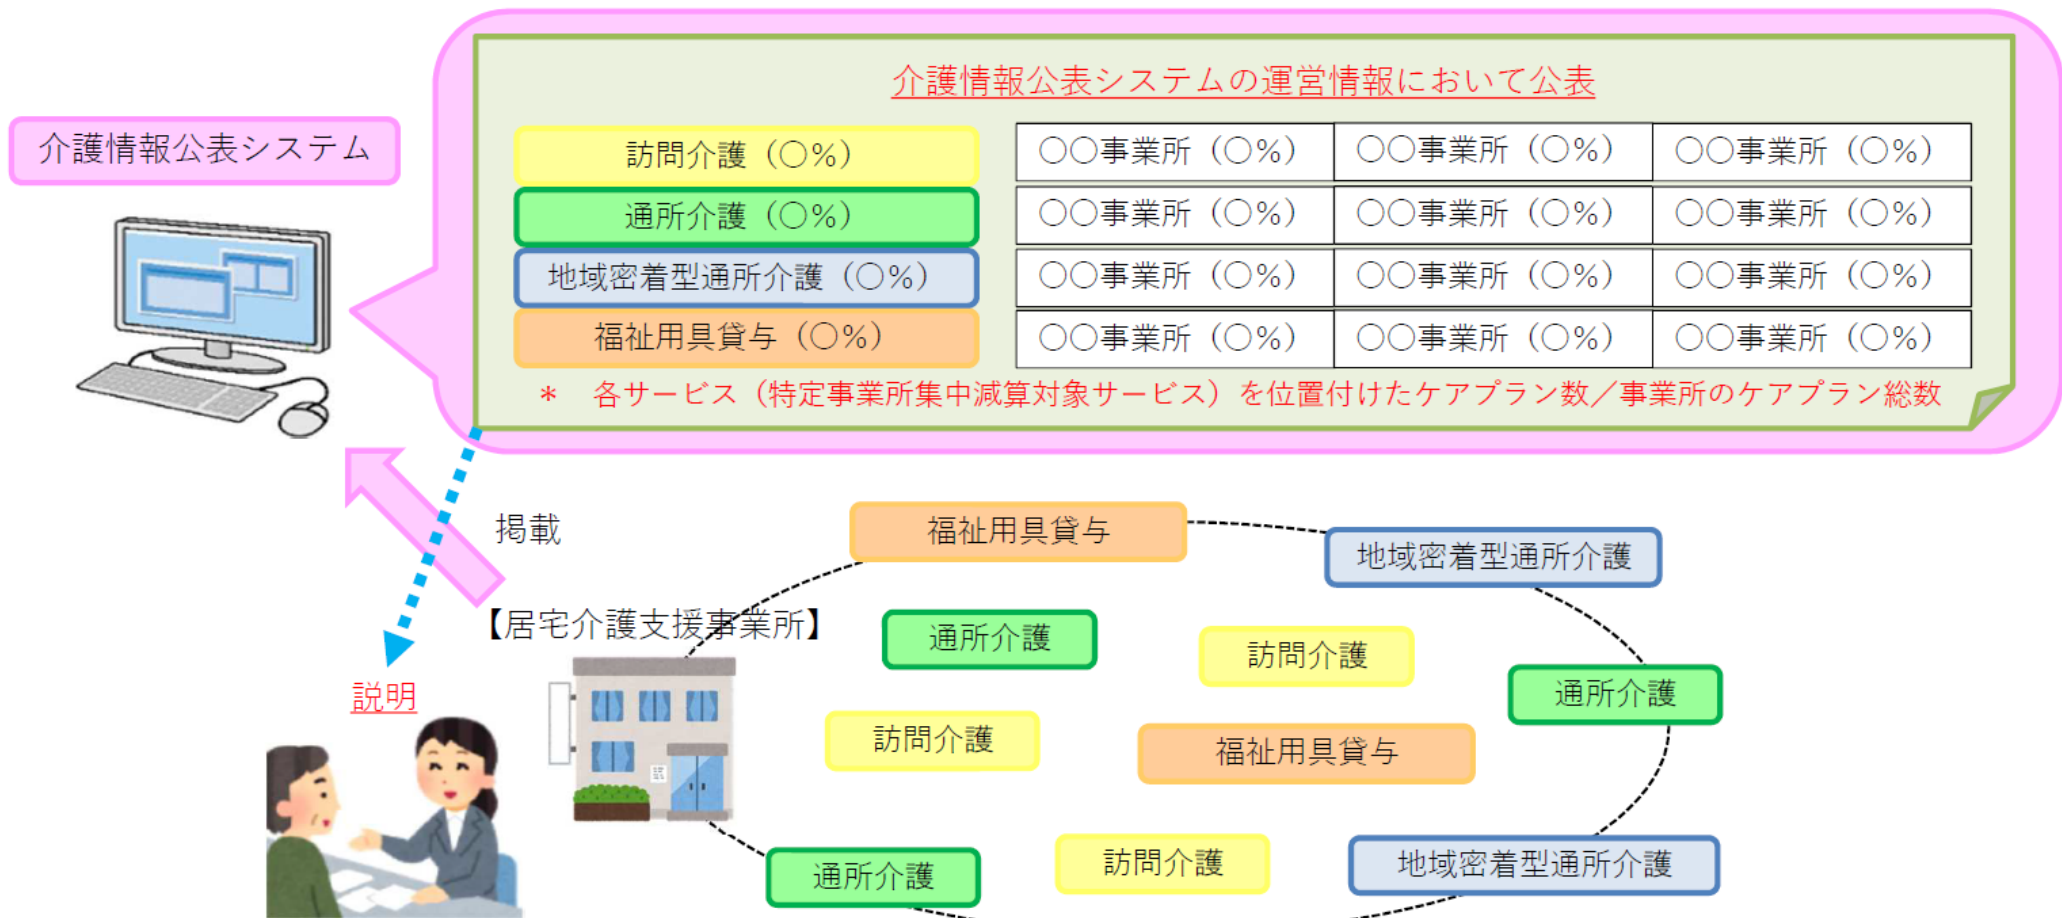 介護情報公表システムの運営情報において公表
介護情報公表システム
訪問介護（○%） ○○事業所（○%） ○○事業所（○%） ○○事業所（○%）
通所介護（○%） ○○事業所（○%） ○○事業所（○%） ○○事業所（○%）
地域密着型通所介護（○%） ○○事業所（○%） ○○事業所（○%） ○○事業所（○%）
福祉用具貸与（○%） ○○事業所（○%） ○○事業所（○%） ○○事業所（○%）
＊　各サービス（特定事業所集中減算対象サービス）を位置付けたケアプラン数／事業所のケアプラン総数
掲載
【居宅介護支援事業所】
説明
福祉用具貸与
地域密着型通所介護
通所介護
訪問介護
通所介護
訪問介護
福祉用具貸与
通所介護
訪問介護
地域密着型通所介護